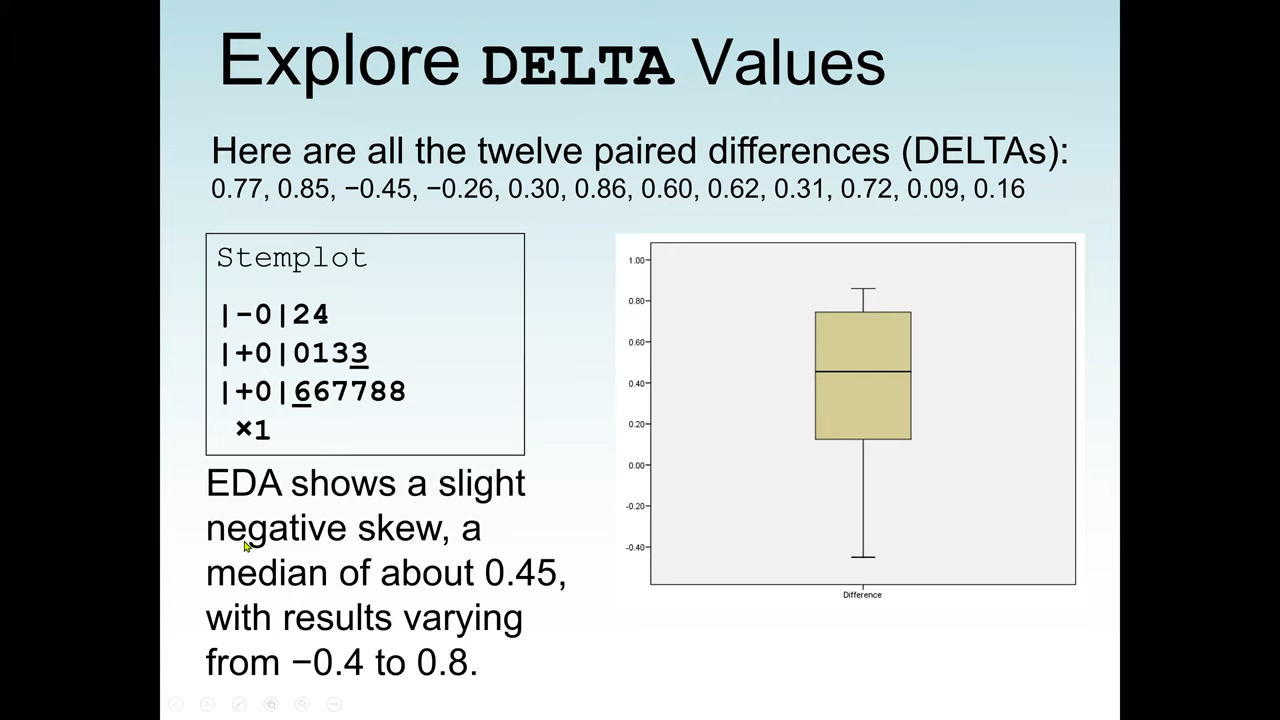 Explore DELTA Values
Here are all the twelve paired differences (DELTAs):
0.77, 0.85, −0.45, −0.26, 0.30, 0.86, 0.60, 0.62, 0.31, 0.72, 0.09, 0.16
Stemplot
|−0|24
|+0|0133
|+0|667788
×1
EDA shows a slight
negative skew, a
median of about 0.45,
with results varying
from −0.4 to 0.8.
1.00
0.80
0.60
0.40
0.20
0.00
-0.20
-0.40
Difference